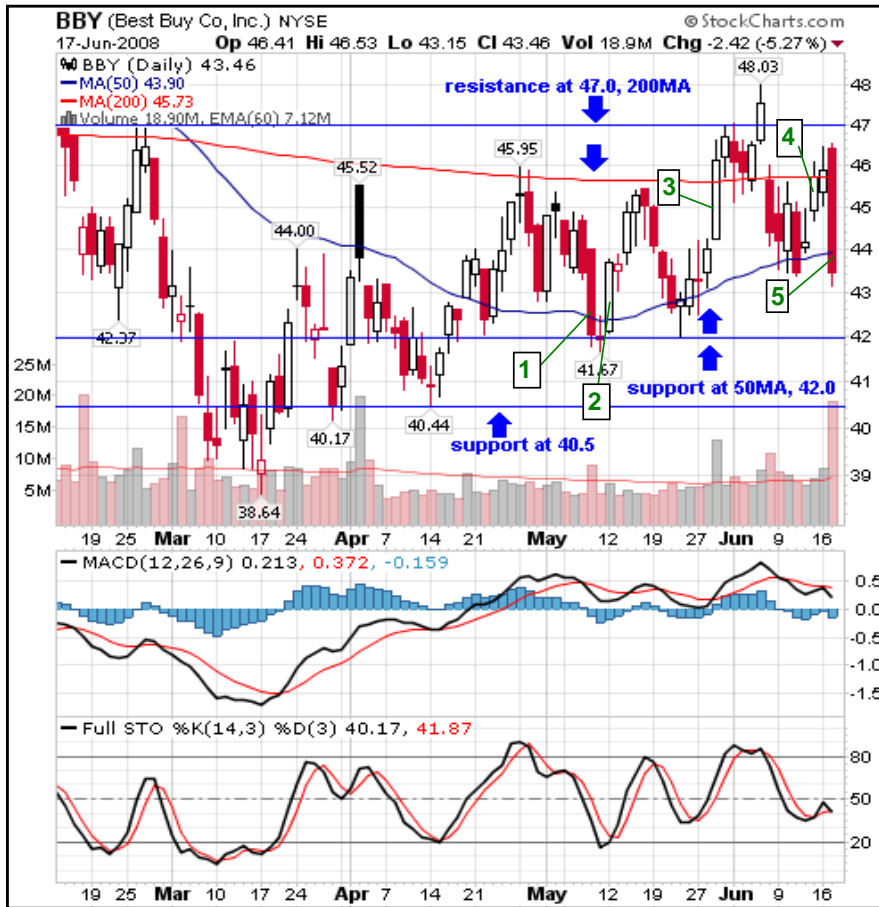 BBY (Best Buy Co, Inc.) NYSE © StockCharts.com
17-Jun-2008 Op 46.41 Hi 46.53 Lo 43.15 Cl 43.46 Vol 18.9M Chg -2.42 (-5.27%)
BBY (Daily) 43.46
MA(50) 43.90
MA(200) 45.73
Volume 18.90M, EMA(60) 7.12M
resistance at 47.0, 200MA
48.03
48
47
46
45
44
43
42
41
40
39
45.52
45.95
44.00
42.37
41.67
40.17
40.44
38.64
1
2
3
4
5
support at 50MA, 42.0
support at 40.5
25M
20M
15M
10M
5M
19 25 Mar 10 17 24 Apr 7 14 21 May 12 19 27 Jun 9 16
MACD(12,26,9) 0.213, 0.372, -0.159
0.5
0.0
-0.5
-1.0
-1.5
Full STO %K(14,3) %D(3) 40.17, 41.87
80
50
20
19 25 Mar 10 17 24 Apr 7 14 21 May 12 19 27 Jun 9 16